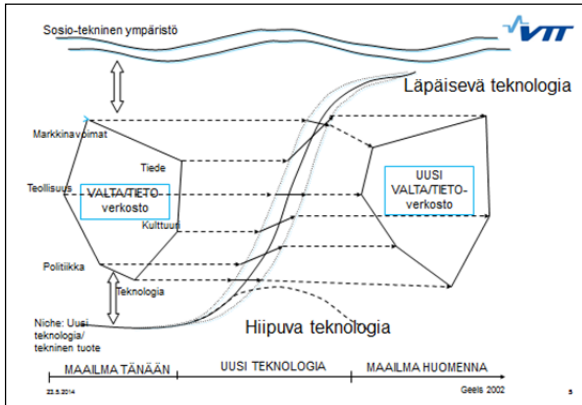 Sosio-tekninen ympäristö
VTT
Läpäisevä teknologia
Markkinavoimat
Tiede
Teollisuus
VALTA/TIETO-
verkosto
UUSI
VALTA/TIETO-
verkosto
Kulttuuri
Politiikka
Teknologia
Niche: Uusi
teknologia/
tekninen tuote
Hiipuva teknologia
MAAILMA TÄNÄÄN
UUSI TEKNOLOGIA
MAAILMA HUOMENNA
23.5.2014
Geels 2002
5